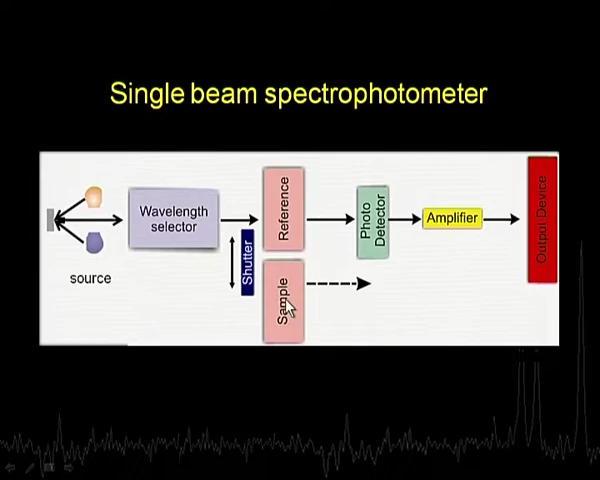 Single beam spectrophotometer
source
Wavelength
selector
Shutter
Reference
Sample
Photo
Detector
Amplifier
Output Device